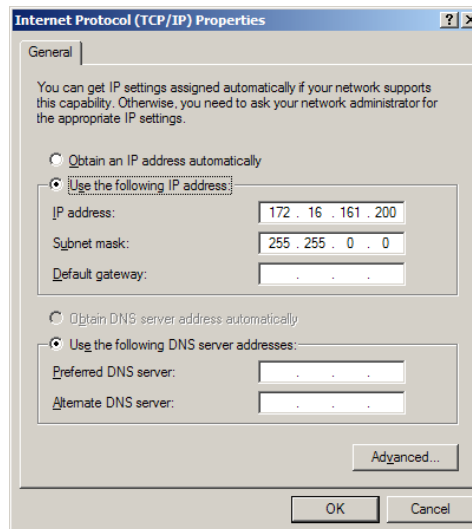 Internet Protocol (TCP/IP) Properties
General
You can get IP settings assigned automatically if your network supports
this capability. Otherwise, you need to ask your network administrator for
the appropriate IP settings.
Obtain an IP address automatically
Use the following IP address:
IP address: 172 . 16 . 161 . 200
Subnet mask: 255 . 255 . 0 . 0
Default gateway: . . .
Obtain DNS server address automatically
Use the following DNS server addresses:
Preferred DNS server: . . .
Alternate DNS server: . . .
Advanced...
OK Cancel